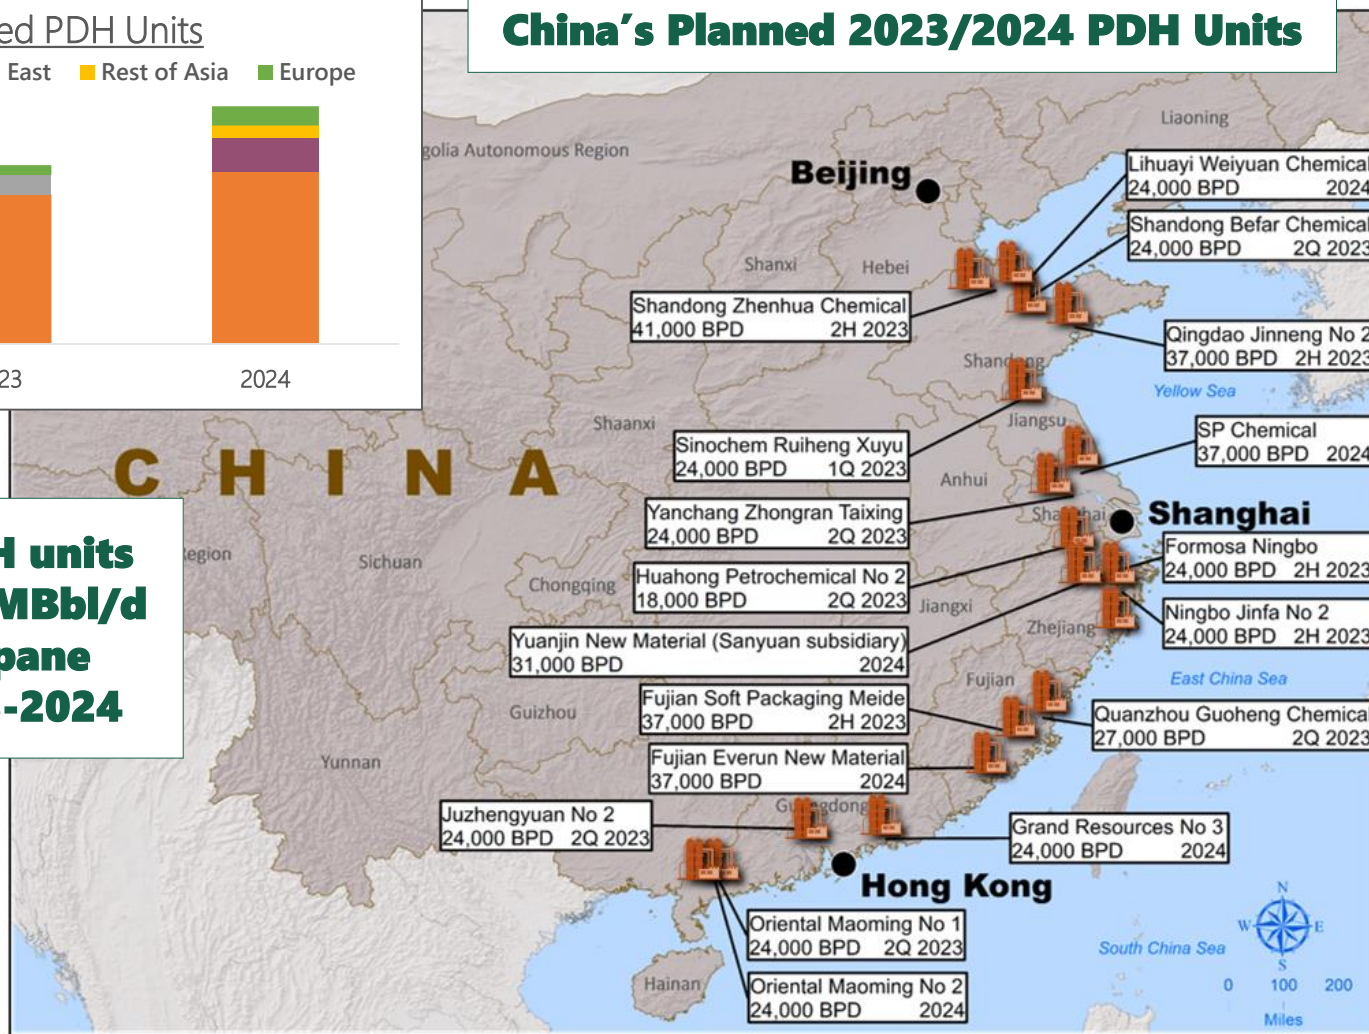 ed PDH Units
East Rest of Asia Europe
23 2024
China's Planned 2023/2024 PDH Units
golia Autonomous Region
Liaoning
Beijing
Shanxi
Hebei
Lihuayi Weiyuan Chemical
24,000 BPD 2024
Shandong Befar Chemical
24,000 BPD 2Q 2023
Shandong Zhenhua Chemical
41,000 BPD 2H 2023
Qingdao Jinneng No 2
37,000 BPD 2H 2023
Shandong
Yellow Sea
Shaanxi
Jiangsu
Sinochem Ruiheng Xuyu
24,000 BPD 1Q 2023
SP Chemical
37,000 BPD 2024
CHINA
Anhui
Yanchang Zhongran Taixing
24,000 BPD 2Q 2023
Shanghai
Shanghai
H units
MBbl/d
pane
-2024
egion
Sichuan
Chongqing
Formosa Ningbo
24,000 BPD 2H 2023
Huahong Petrochemical No 2
18,000 BPD 2Q 2023
Jiangxi
Zhejiang
Ningbo Jinfa No 2
24,000 BPD 2H 2023
Yuanjin New Material (Sanyuan subsidiary)
31,000 BPD 2024
Fujian
East China Sea
Fujian Soft Packaging Meide
37,000 BPD 2H 2023
Guizhou
Quanzhou Guoheng Chemical
27,000 BPD 2Q 2023
Yunnan
Fujian Everun New Material
37,000 BPD 2024
Guangdong
Juzhengyuan No 2
24,000 BPD 2Q 2023
Grand Resources No 3
24,000 BPD 2024
Hong Kong
Oriental Maoming No 1
24,000 BPD 2Q 2023
Oriental Maoming No 2
24,000 BPD 2024
Hainan
South China Sea
N
W E
S
0 100 200
Miles